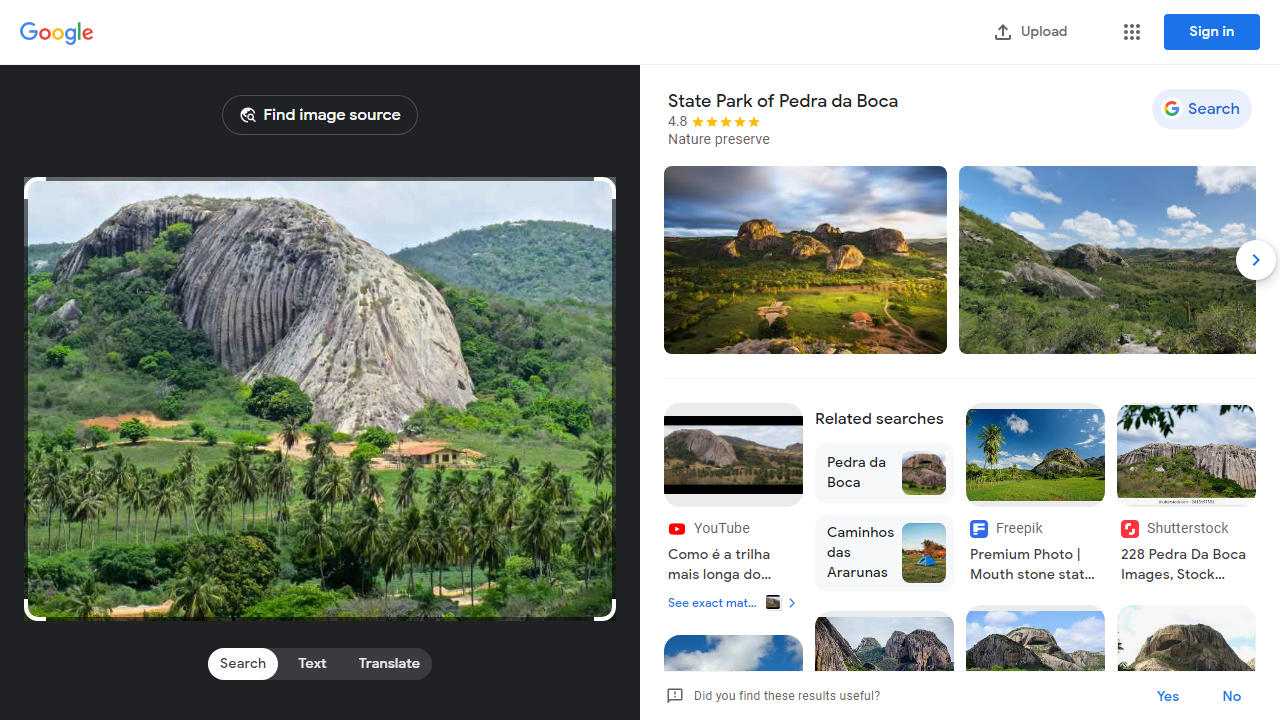 Google
Upload
Sign in
Find image source
State Park of Pedra da Boca
4.8
Nature preserve
Search
Related searches
Pedra da
Boca
Caminhos
das
Ararunas
YouTube
Como é a trilha
mais longa do...
See exact mat...
Freepik
Premium Photo |
Mouth stone stat...
Shutterstock
228 Pedra Da Boca
Images, Stock...
Search
Text
Translate
Did you find these results useful?
Yes
No